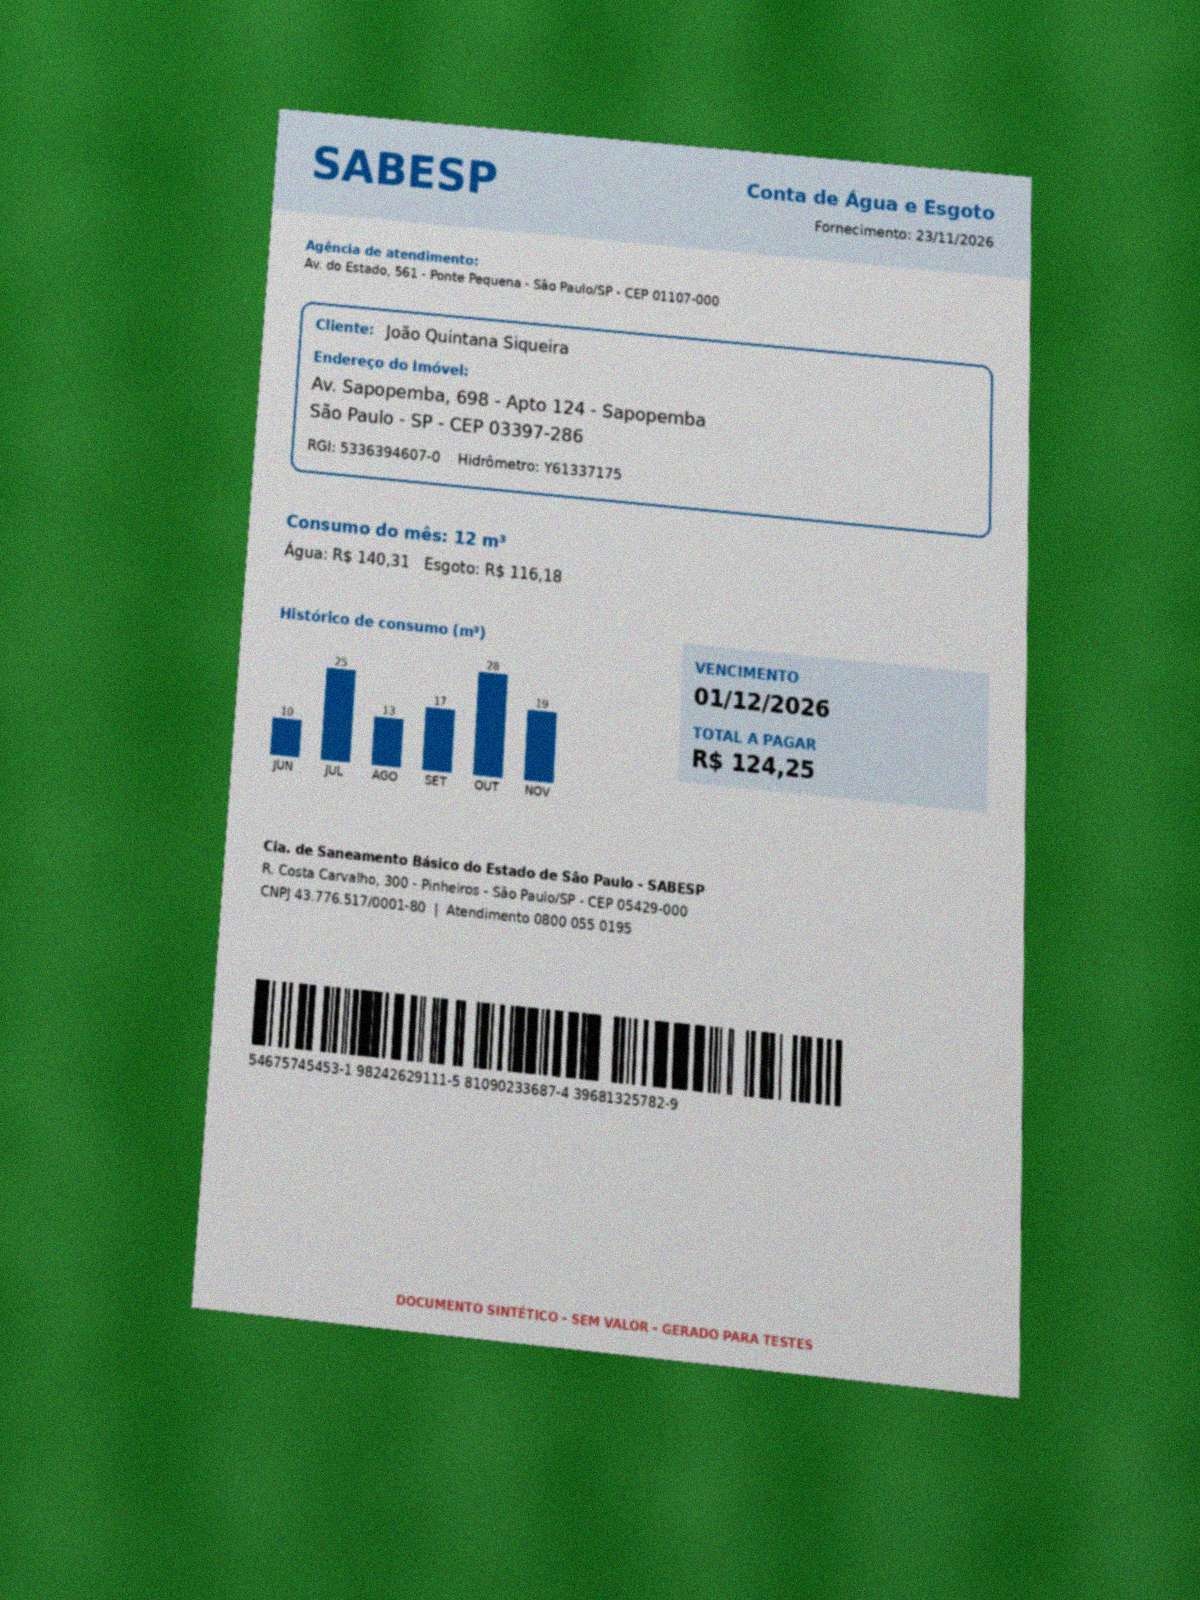 SABESP
Conta de Água e Esgoto
Fornecimento: 23/11/2026
Agência de atendimento:
Av. do Estado, 561 - Ponte Pequena - São Paulo/SP - CEP 01107-000
Cliente: João Quintana Siqueira
Endereço do Imóvel:
Av. Sapopemba, 698 - Apto 124 - Sapopemba
São Paulo - SP - CEP 03397-286
RGI: 5336394607-0 Hidrômetro: Y61337175
Consumo do mês: 12 m³
Água: R$ 140,31 Esgoto: R$ 116,18
Histórico de consumo (m³)
10 25 13 17 28 19
JUN JUL AGO SET OUT NOV
VENCIMENTO
01/12/2026
TOTAL A PAGAR
R$ 124,25
Cia. de Saneamento Básico do Estado de São Paulo - SABESP
R. Costa Carvalho, 300 - Pinheiros - São Paulo/SP - CEP 05429-000
CNPJ 43.776.517/0001-80 | Atendimento 0800 055 0195
54675745453-1 98242629111-5 81090233687-4 39681325782-9
DOCUMENTO SINTÉTICO - SEM VALOR - GERADO PARA TESTES